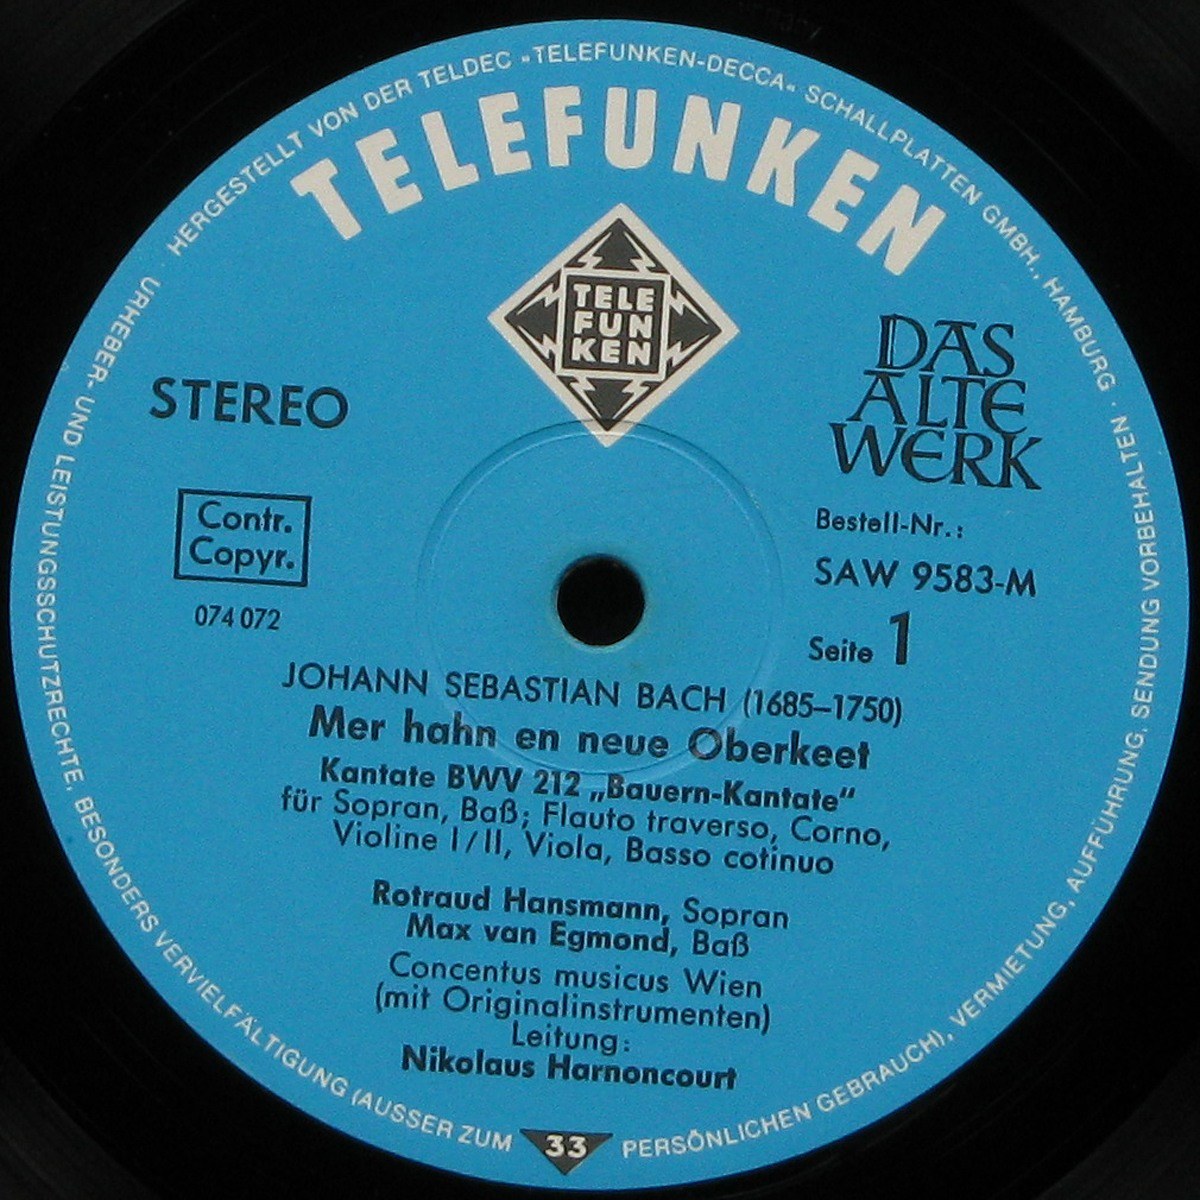 HERGESTELLT VON DER TELDEC »TELEFUNKEN-DECCA« SCHALLPLATTEN GMBH., HAMBURG · URHEBER- UND LEISTUNGSSCHUTZRECHTE, BESONDERS VERVIELFÄLTIGUNG (AUSSER ZUM PERSÖNLICHEN GEBRAUCH), VERMIETUNG, AUFFÜHRUNG, SENDUNG VORBEHALTEN ·
TELEFUNKEN
TELE
FUN
KEN
DAS
ALTE
WERK
STEREO
Contr.
Copyr.
074 072
Bestell-Nr.:
SAW 9583-M
Seite 1
JOHANN SEBASTIAN BACH (1685–1750)
Mer hahn en neue Oberkeet
Kantate BWV 212 „Bauern-Kantate“
für Sopran, Baß; Flauto traverso, Corno,
Violine I/II, Viola, Basso cotinuo
Rotraud Hansmann, Sopran
Max van Egmond, Baß
Concentus musicus Wien
(mit Originalinstrumenten)
Leitung:
Nikolaus Harnoncourt
33